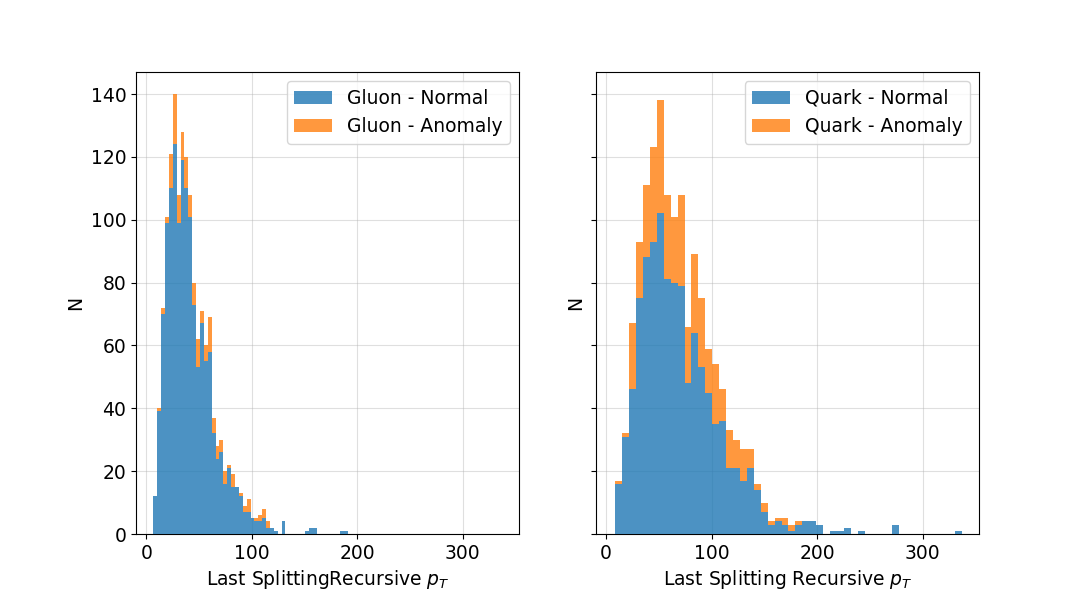 Gluon - Normal
Gluon - Anomaly
N
140
120
100
80
60
40
20
0
0 100 200 300
Last SplittingRecursive p_T
Quark - Normal
Quark - Anomaly
N
0 100 200 300
Last Splitting Recursive p_T